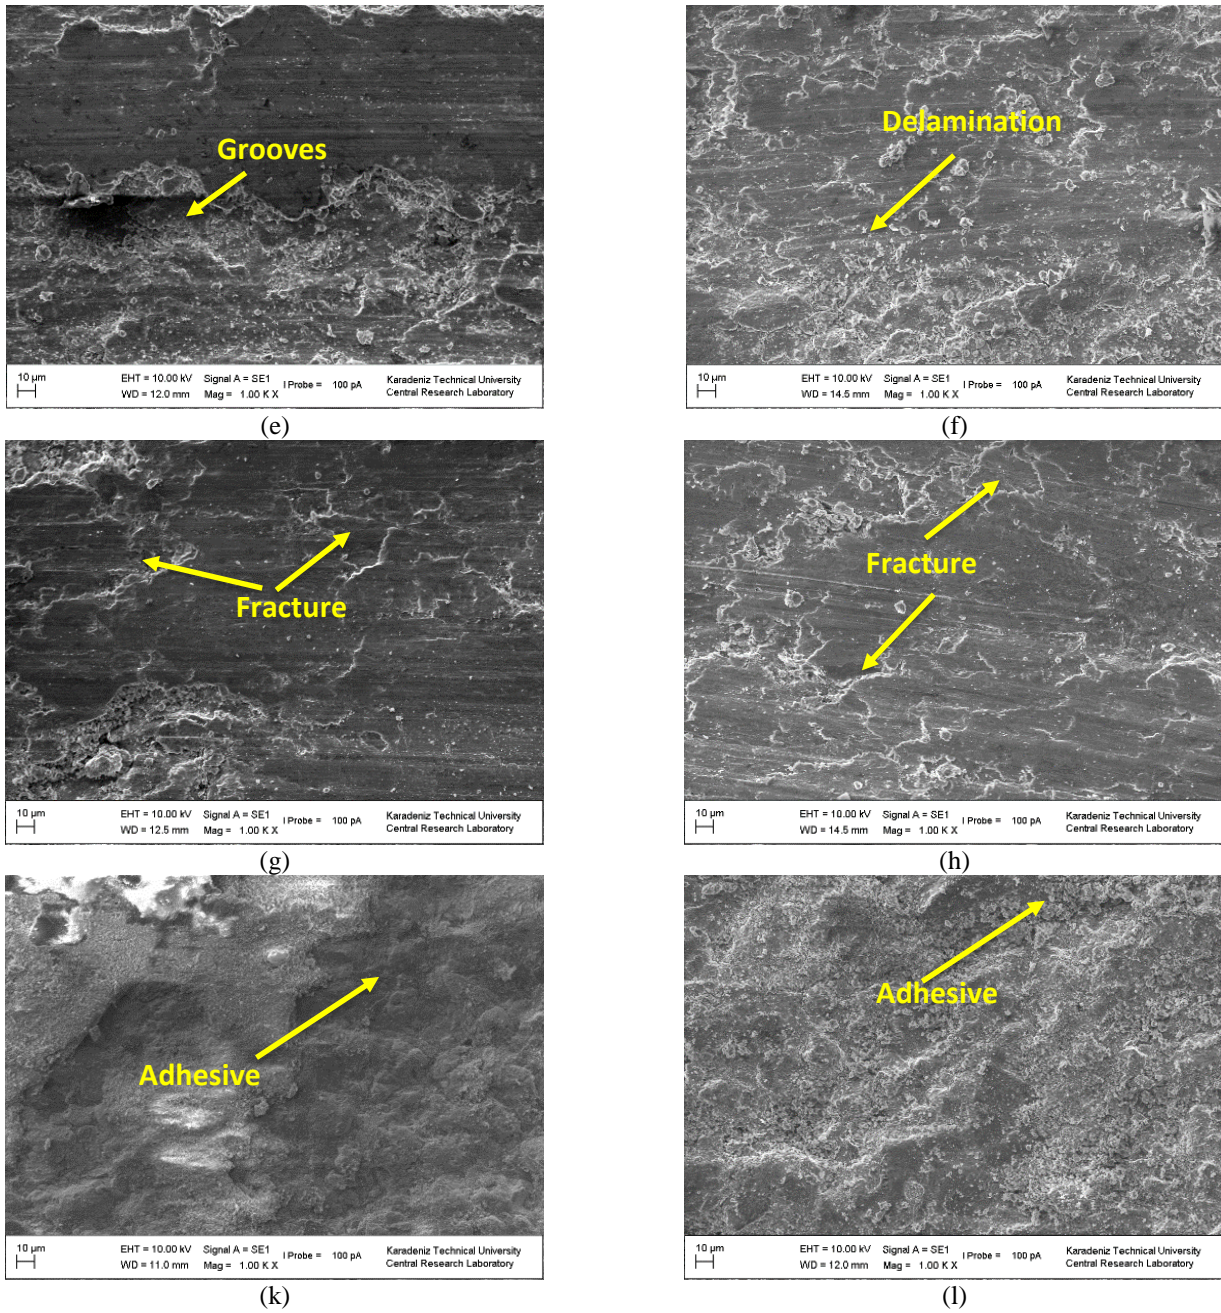 Grooves
10 µm
EHT = 10.00 kV Signal A = SE1 I Probe = 100 pA Karadeniz Technical University
WD = 12.0 mm Mag = 1.00 K X Central Research Laboratory
(e)
Delamination
10 µm
EHT = 10.00 kV Signal A = SE1 I Probe = 100 pA Karadeniz Technical University
WD = 14.5 mm Mag = 1.00 K X Central Research Laboratory
(f)
Fracture
10 µm
EHT = 10.00 kV Signal A = SE1 I Probe = 100 pA Karadeniz Technical University
WD = 12.5 mm Mag = 1.00 K X Central Research Laboratory
(g)
Fracture
10 µm
EHT = 10.00 kV Signal A = SE1 I Probe = 100 pA Karadeniz Technical University
WD = 14.5 mm Mag = 1.00 K X Central Research Laboratory
(h)
Adhesive
10 µm
EHT = 10.00 kV Signal A = SE1 I Probe = 100 pA Karadeniz Technical University
WD = 11.0 mm Mag = 1.00 K X Central Research Laboratory
(k)
Adhesive
10 µm
EHT = 10.00 kV Signal A = SE1 I Probe = 100 pA Karadeniz Technical University
WD = 12.0 mm Mag = 1.00 K X Central Research Laboratory
(l)